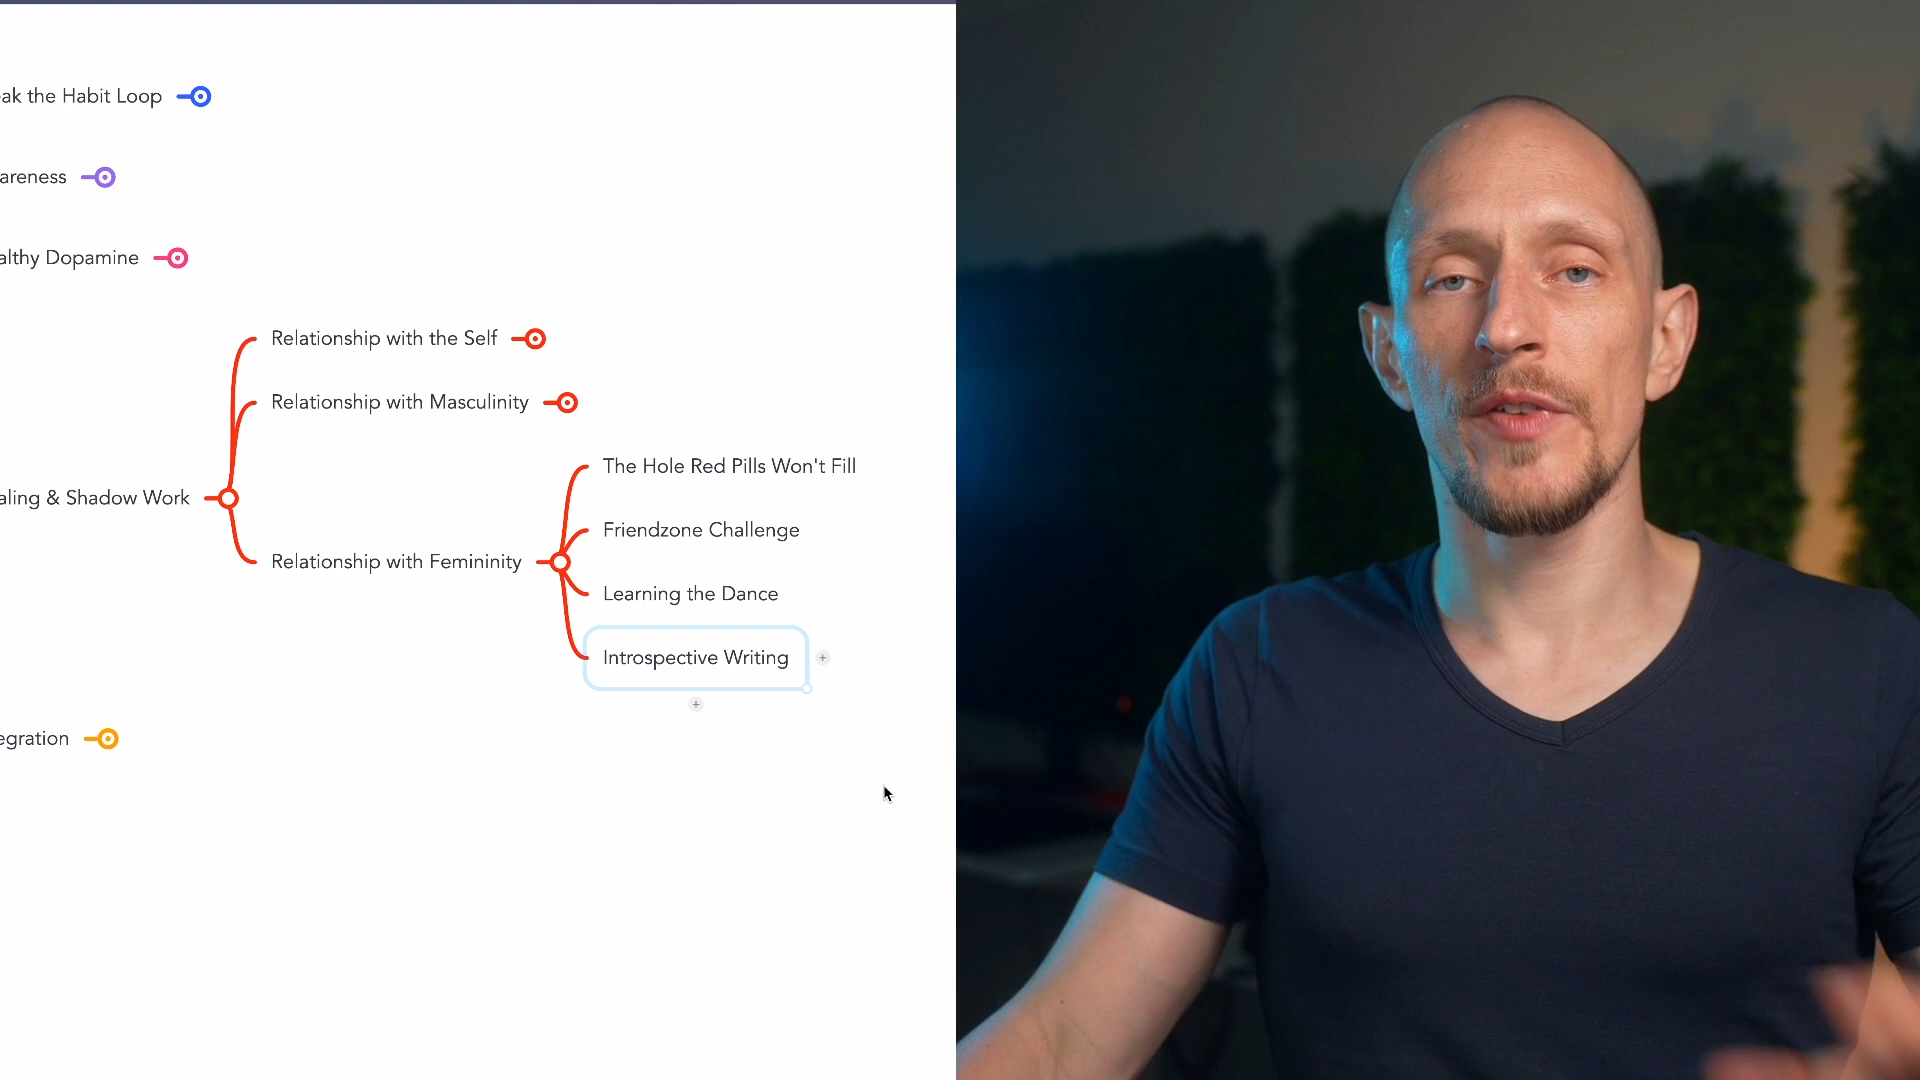 ak the Habit Loop
areness
althy Dopamine
Relationship with the Self
Relationship with Masculinity
The Hole Red Pills Won't Fill
Friendzone Challenge
aling & Shadow Work
Relationship with Femininity
Learning the Dance
Introspective Writing
egration